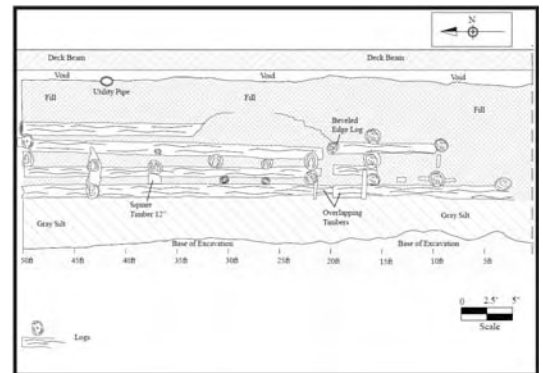 N
Deck Beam Deck Beam
Void Void Void
Utility Pipe
Fill Fill Fill
Beveled
Edge Log
Square
Timber 12"
Overlapping
Timbers
Gray Silt Gray Silt
Base of Excavation Base of Excavation
50ft 45ft 40ft 35ft 30ft 25ft 20ft 15ft 10ft 5ft
0 2.5' 5'
Scale
Logs